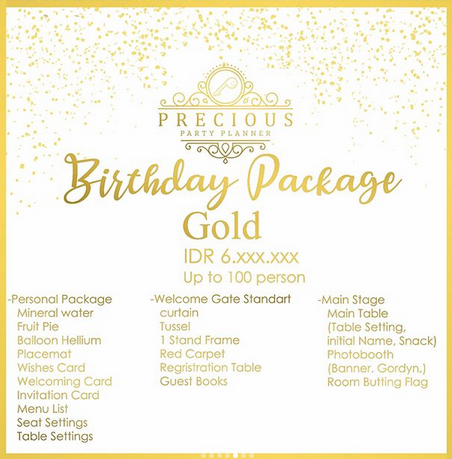 PRECIOUS
PARTY PLANNER
Birthday Package
Gold
IDR 6.xxx.xxx
Up to 100 person
-Personal Package
Mineral water
Fruit Pie
Balloon Hellium
Placemat
Wishes Card
Welcoming Card
Invitation Card
Menu List
Seat Settings
Table Settings
-Welcome Gate Standart
curtain
Tussel
1 Stand Frame
Red Carpet
Regristration Table
Guest Books
-Main Stage
Main Table
(Table Setting,
initial Name, Snack)
Photobooth
(Banner, Gordyn,)
Room Butting Flag